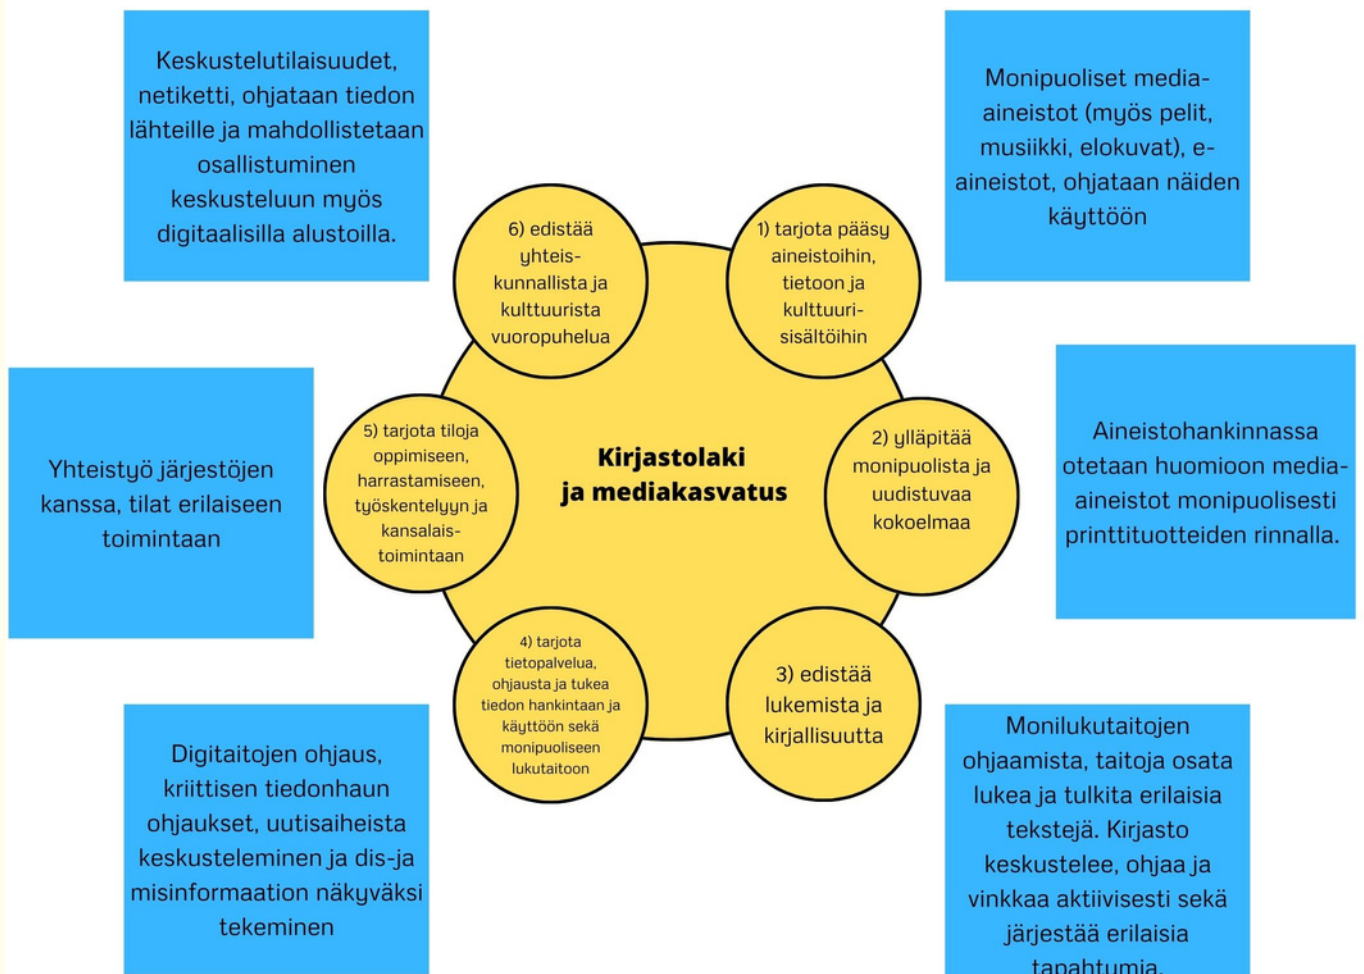 Keskustelutilaisuudet,
netiketti, ohjataan tiedon
lähteille ja mahdollistetaan
osallistuminen
keskusteluun myös
digitaalisilla alustoilla.
Monipuoliset media-
aineistot (myös pelit,
musiikki, elokuvat), e-
aineistot, ohjataan näiden
käyttöön
6) edistää
yhteis-
kunnallista ja
kulttuurista
vuoropuhelua
1) tarjota pääsy
aineistoihin,
tietoon ja
kulttuuri-
sisältöihin
Yhteistyö järjestöjen
kanssa, tilat erilaiseen
toimintaan
5) tarjota tiloja
oppimiseen,
harrastamiseen,
työskentelyyn ja
kansalais-
toimintaan
Kirjastolaki
ja mediakasvatus
2) ylläpitää
monipuolista ja
uudistuvaa
kokoelmaa
Aineistohankinnassa
otetaan huomioon media-
aineistot monipuolisesti
printtituotteiden rinnalla.
4) tarjota
tietopalvelua,
ohjausta ja tukea
tiedon hankintaan ja
käyttöön sekä
monipuoliseen
lukutaitoon
3) edistää
lukemista ja
kirjallisuutta
Digitaitojen ohjaus,
kriittisen tiedonhaun
ohjaukset, uutisaiheista
keskusteleminen ja dis-ja
misinformaation näkyväksi
tekeminen
Monilukutaitojen
ohjaamista, taitoja osata
lukea ja tulkita erilaisia
tekstejä. Kirjasto
keskustelee, ohjaa ja
vinkkaa aktiivisesti sekä
järjestää erilaisia
tapahtumia.